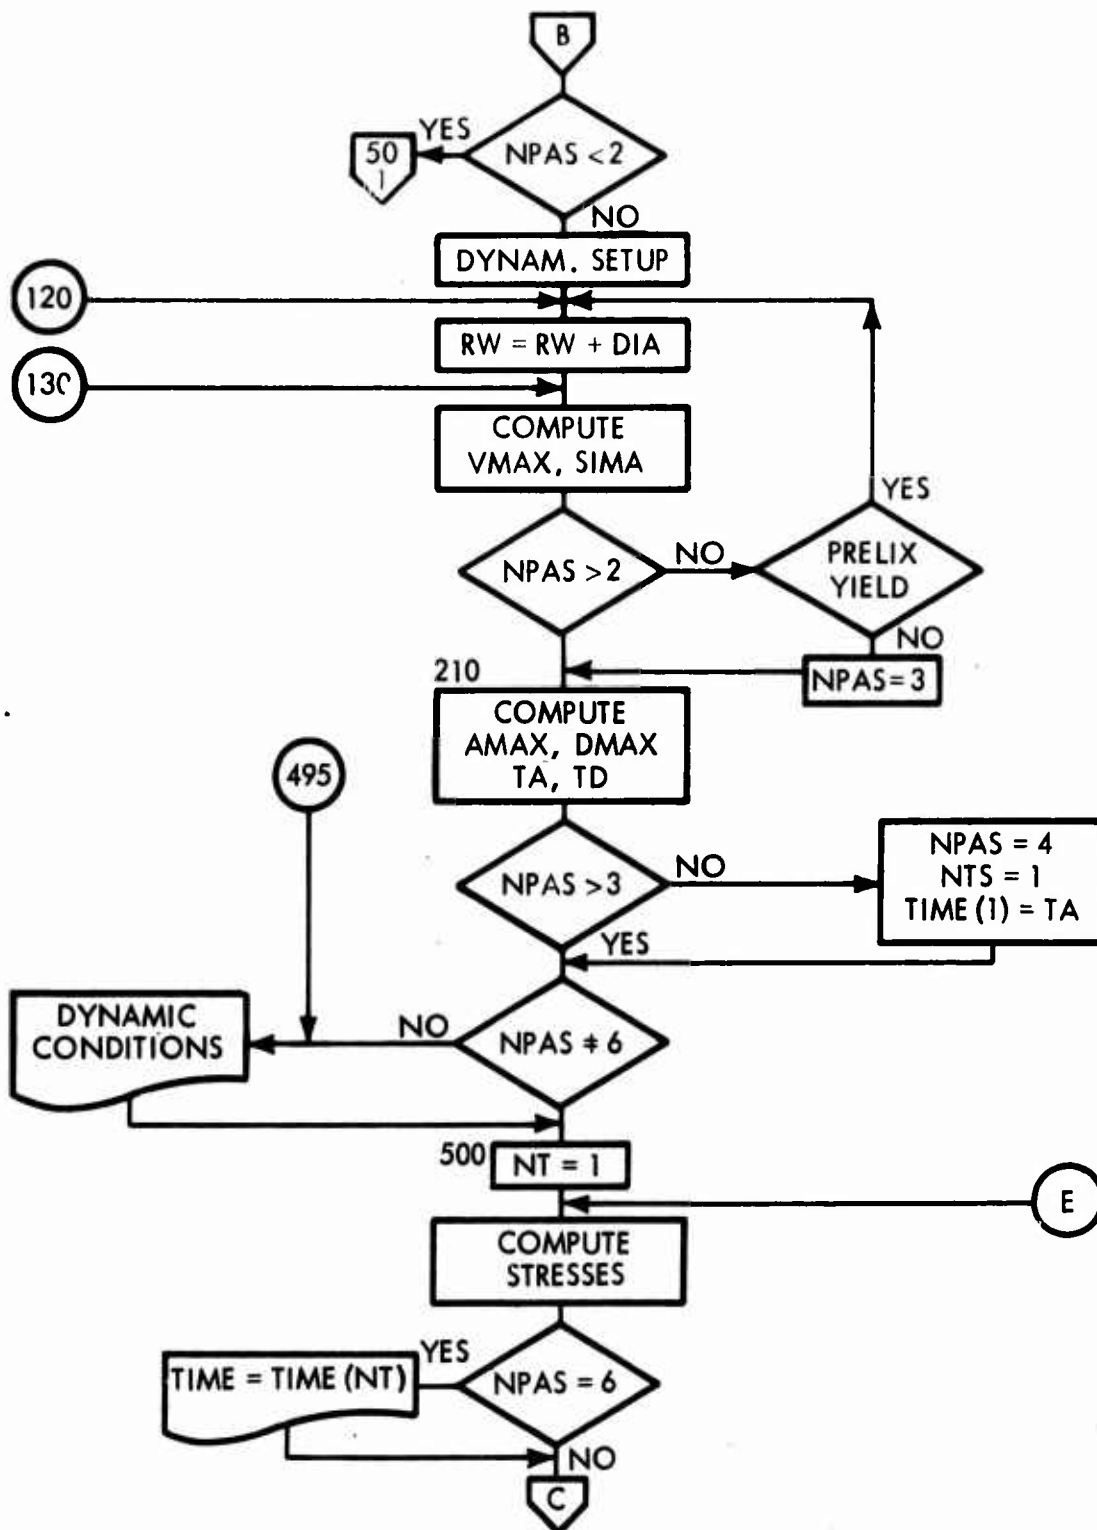 B
YES
50
1
NPAS < 2
NO
DYNAM. SETUP
120
RW = RW + DIA
130
COMPUTE
VMAX, SIMA
YES
NPAS > 2
NO
PRELIX
YIELD
NO
NPAS = 3
210
COMPUTE
AMAX, DMAX
TA, TD
495
NPAS > 3
NO
NPAS = 4
NTS = 1
TIME (1) = TA
YES
DYNAMIC
CONDITIONS
NO
NPAS ≠ 6
500
NT = 1
E
COMPUTE
STRESSES
YES
TIME = TIME (NT)
NPAS = 6
NO
C